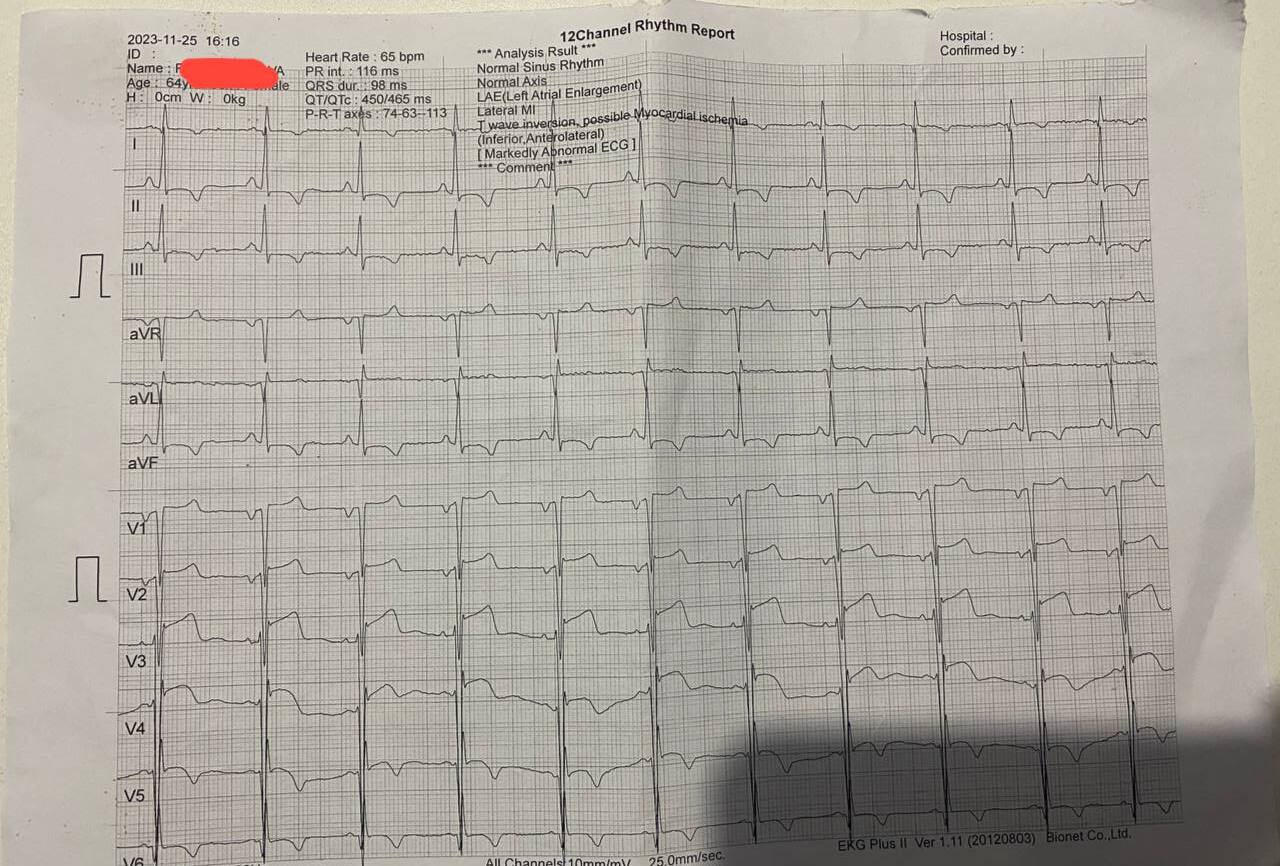 12Channel Rhythm Report
2023-11-25 16:16
ID :
Name :
Age : 64y
H : 0cm W : 0kg
Heart Rate : 65 bpm
PR int. : 116 ms
QRS dur. : 98 ms
QT/QTc : 450/465 ms
P-R-T axes : 74-63--113
*** Analysis Rsult ***
Normal Sinus Rhythm
Normal Axis
LAE(Left Atrial Enlargement)
Lateral MI
T wave inversion, possible Myocardial ischemia
(Inferior,Anterolateral)
[ Markedly Abnormal ECG ]
*** Comment ***
Hospital :
Confirmed by :
I
II
III
aVR
aVL
aVF
V1
V2
V3
V4
V5
V6
All Channels 10mm/mV 25.0mm/sec.
EKG Plus II Ver 1.11 (20120803) Bionet Co.,Ltd.